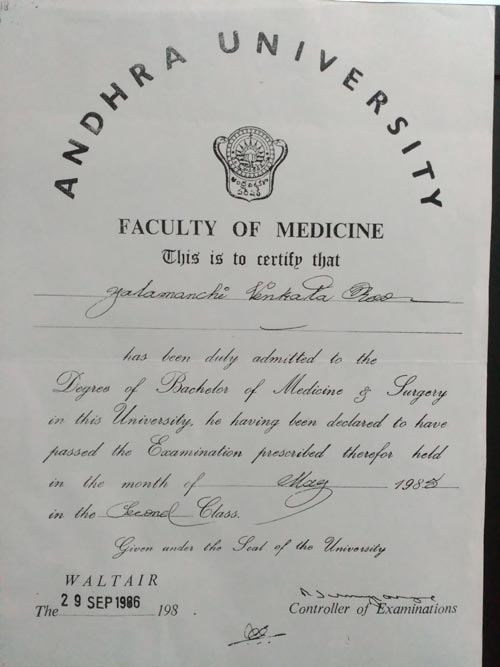 ANDHRA UNIVERSITY
FACULTY OF MEDICINE
This is to certify that
Yalamanchi Venkata Rao
has been duly admitted to the
Degree of Bachelor of Medicine & Surgery
in this University, he having been declared to have
passed the Examination prescribed therefor held
in the month of May 198
in the Second Class.
Given under the Seal of the University
WALTAIR
The 29 SEP 1986 198 .
Controller of Examinations